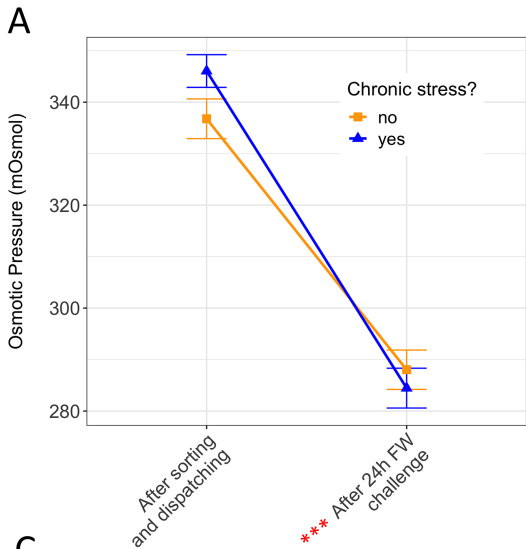 A
Osmotic Pressure (mOsmol)
340
320
300
280
Chronic stress?
no
yes
After sorting
and dispatching
*** After 24h FW
challenge
C